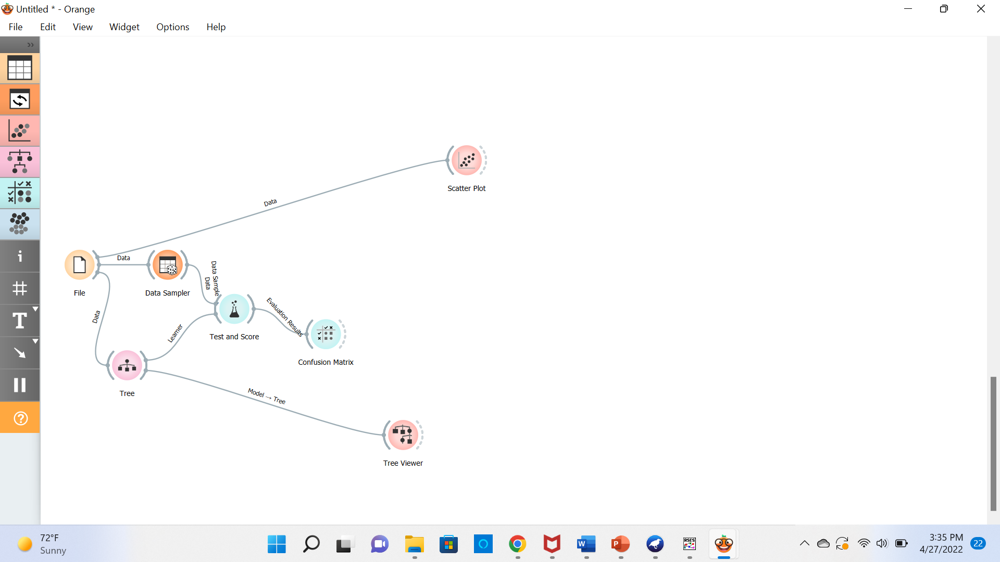 Untitled * - Orange
File Edit View Widget Options Help
Scatter Plot
Data
Data
File
Data Sampler
Data Sample
Data
Data
Learner
Test and Score
Evaluation Results
Confusion Matrix
Tree
Model → Tree
Tree Viewer
72°F
Sunny
W
P
RSES
3:35 PM
4/27/2022
22